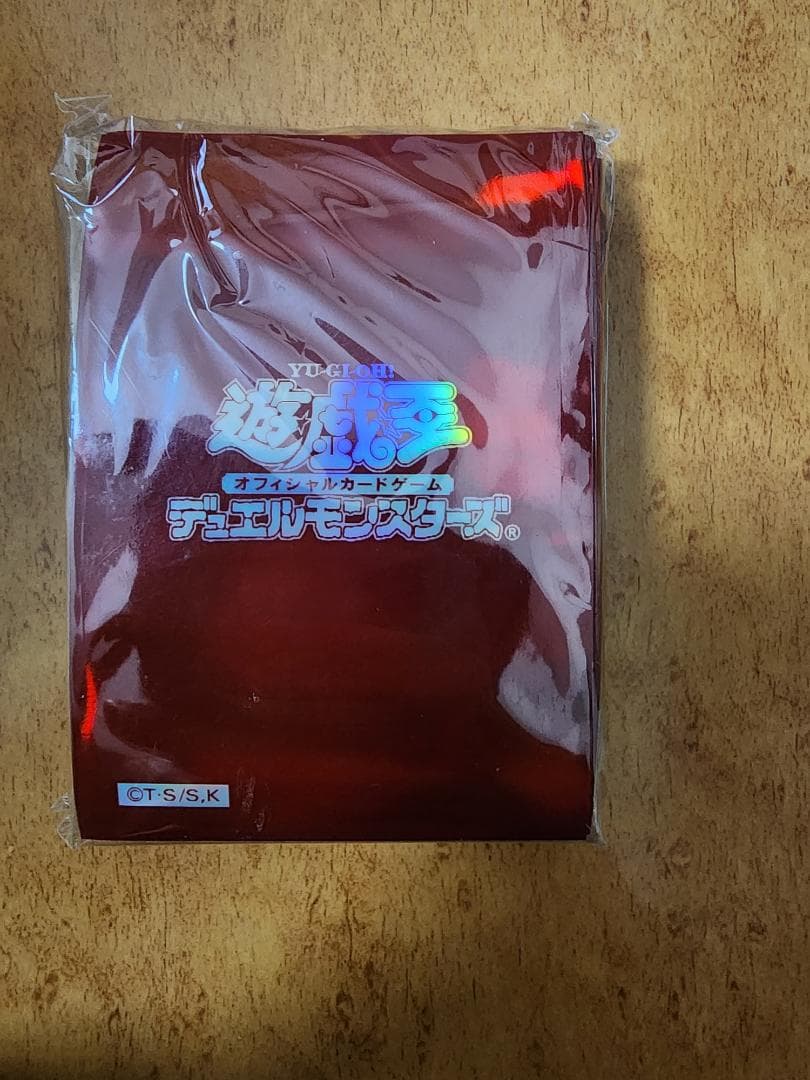 YU-GI-OH!
遊戯王
オフィシャルカードゲーム
デュエルモンスターズ®
©T·S/S,K